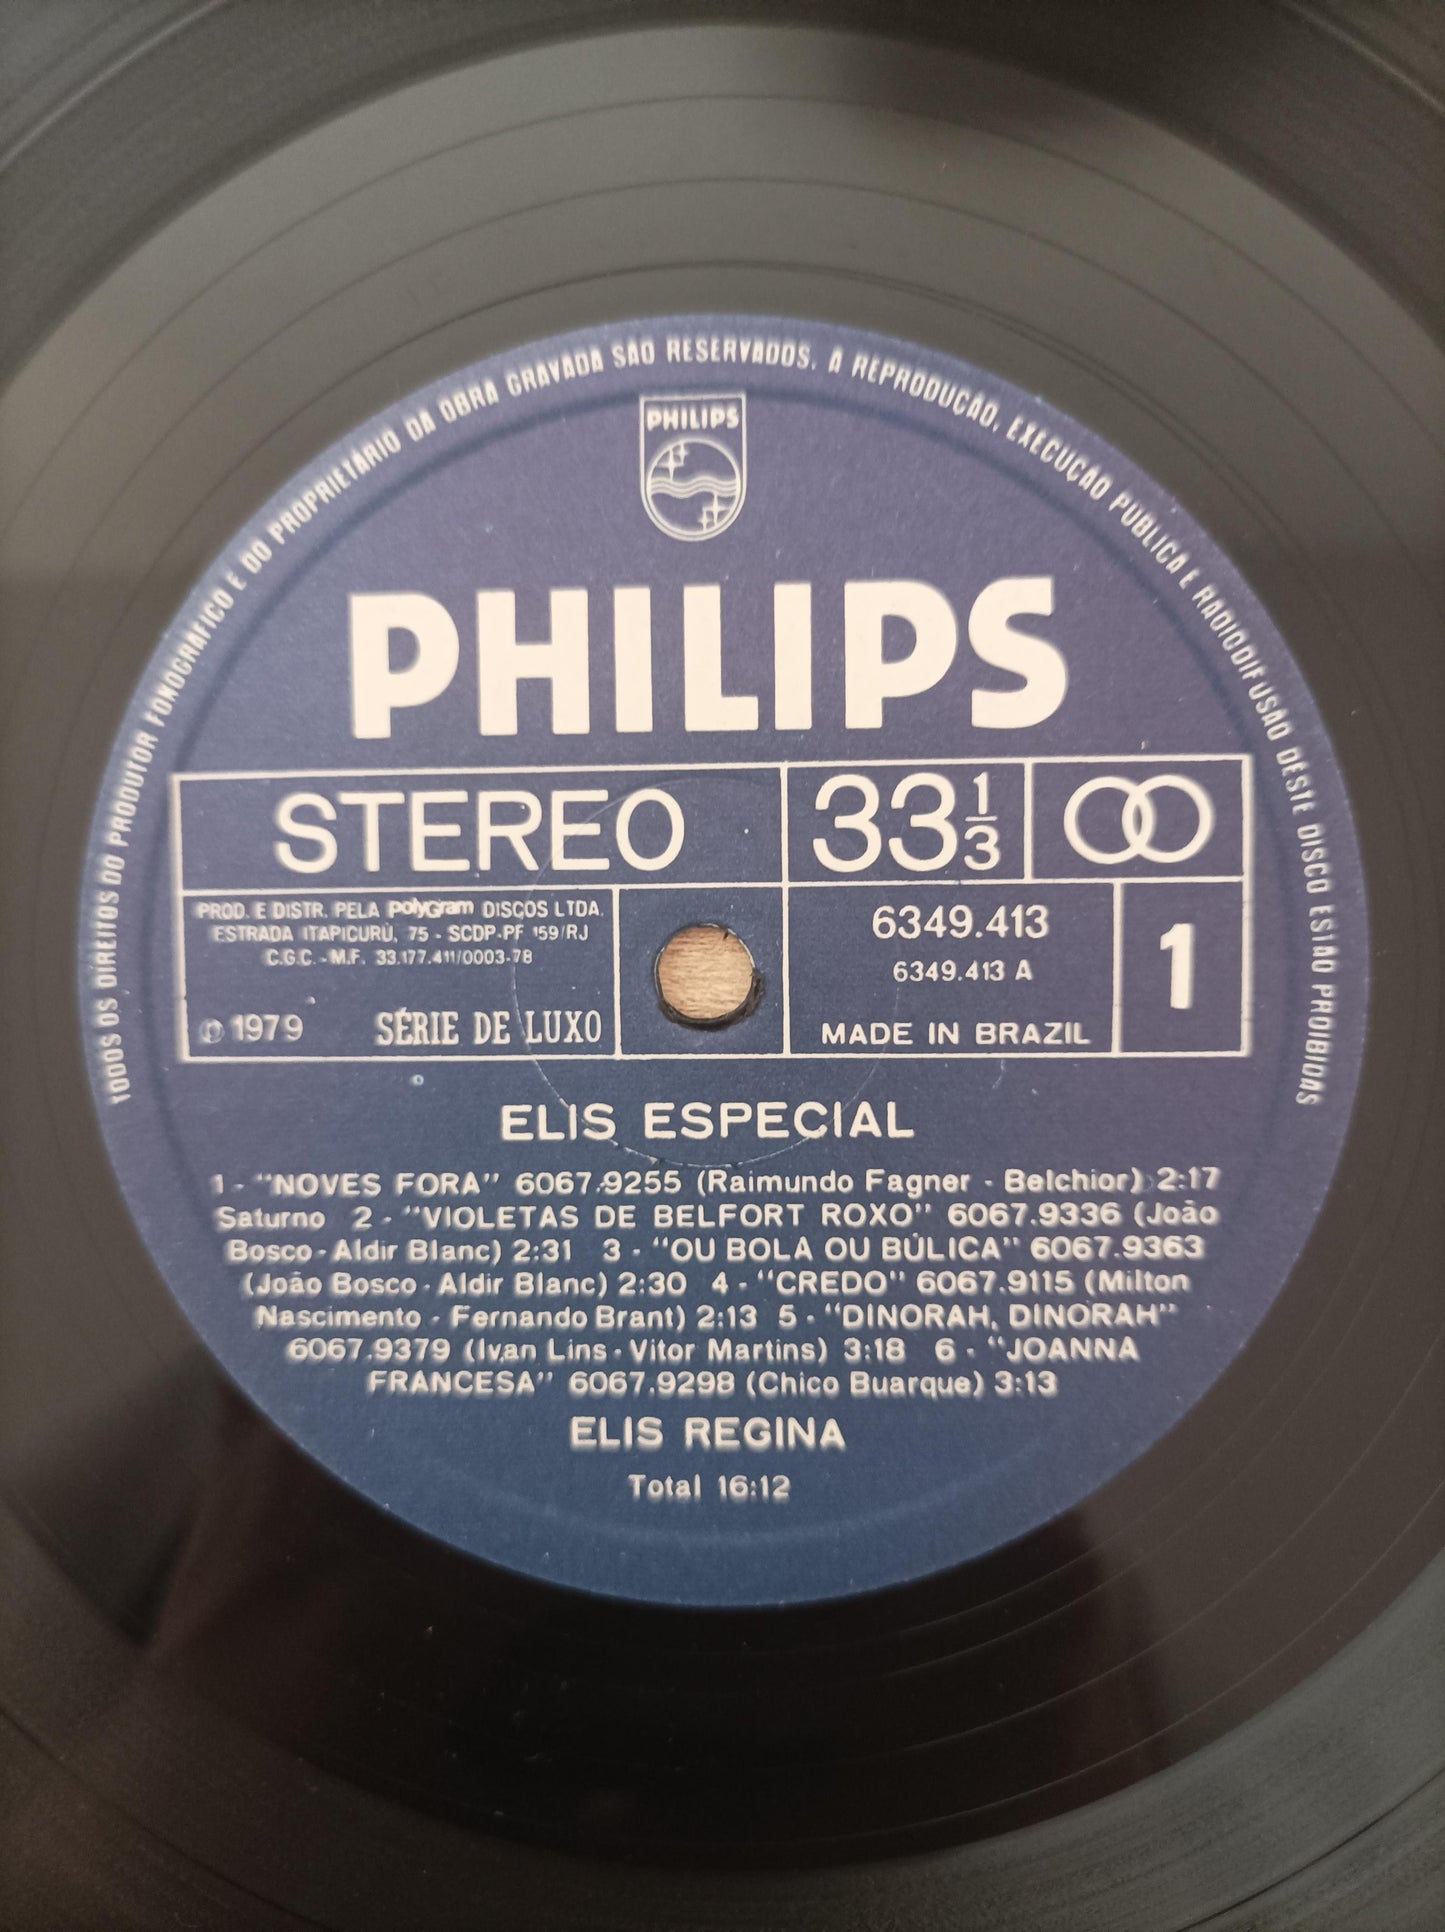 TODOS OS DIREITOS DO PRODUTOR FONOGRÁFICO E DO PROPRIETÁRIO DA OBRA GRAVADA SÃO RESERVADOS. A REPRODUÇÃO, EXECUÇÃO PÚBLICA E RADIODIFUSÃO DESTE DISCO ESTÃO PROIBIDAS
PHILIPS
PHILIPS
STEREO
33 1/3
PROD. E DISTR. PELA PolyGram DISCOS LTDA.
ESTRADA ITAPICURÚ, 75 - SCDP-PF 159/RJ
C.G.C. - M.F. 33.177.411/0003-78
℗ 1979 SÉRIE DE LUXO
6349.413
6349.413 A
MADE IN BRAZIL
1
ELIS ESPECIAL
1 - "NOVES FORA" 6067.9255 (Raimundo Fagner - Belchior) 2:17
Saturno 2 - "VIOLETAS DE BELFORT ROXO" 6067.9336 (João
Bosco - Aldir Blanc) 2:31 3 - "OU BOLA OU BÚLICA" 6067.9363
(João Bosco - Aldir Blanc) 2:30 4 - "CREDO" 6067.9115 (Milton
Nascimento - Fernando Brant) 2:13 5 - "DINORAH, DINORAH"
6067.9379 (Ivan Lins - Vitor Martins) 3:18 6 - "JOANNA
FRANCESA" 6067.9298 (Chico Buarque) 3:13
ELIS REGINA
Total 16:12